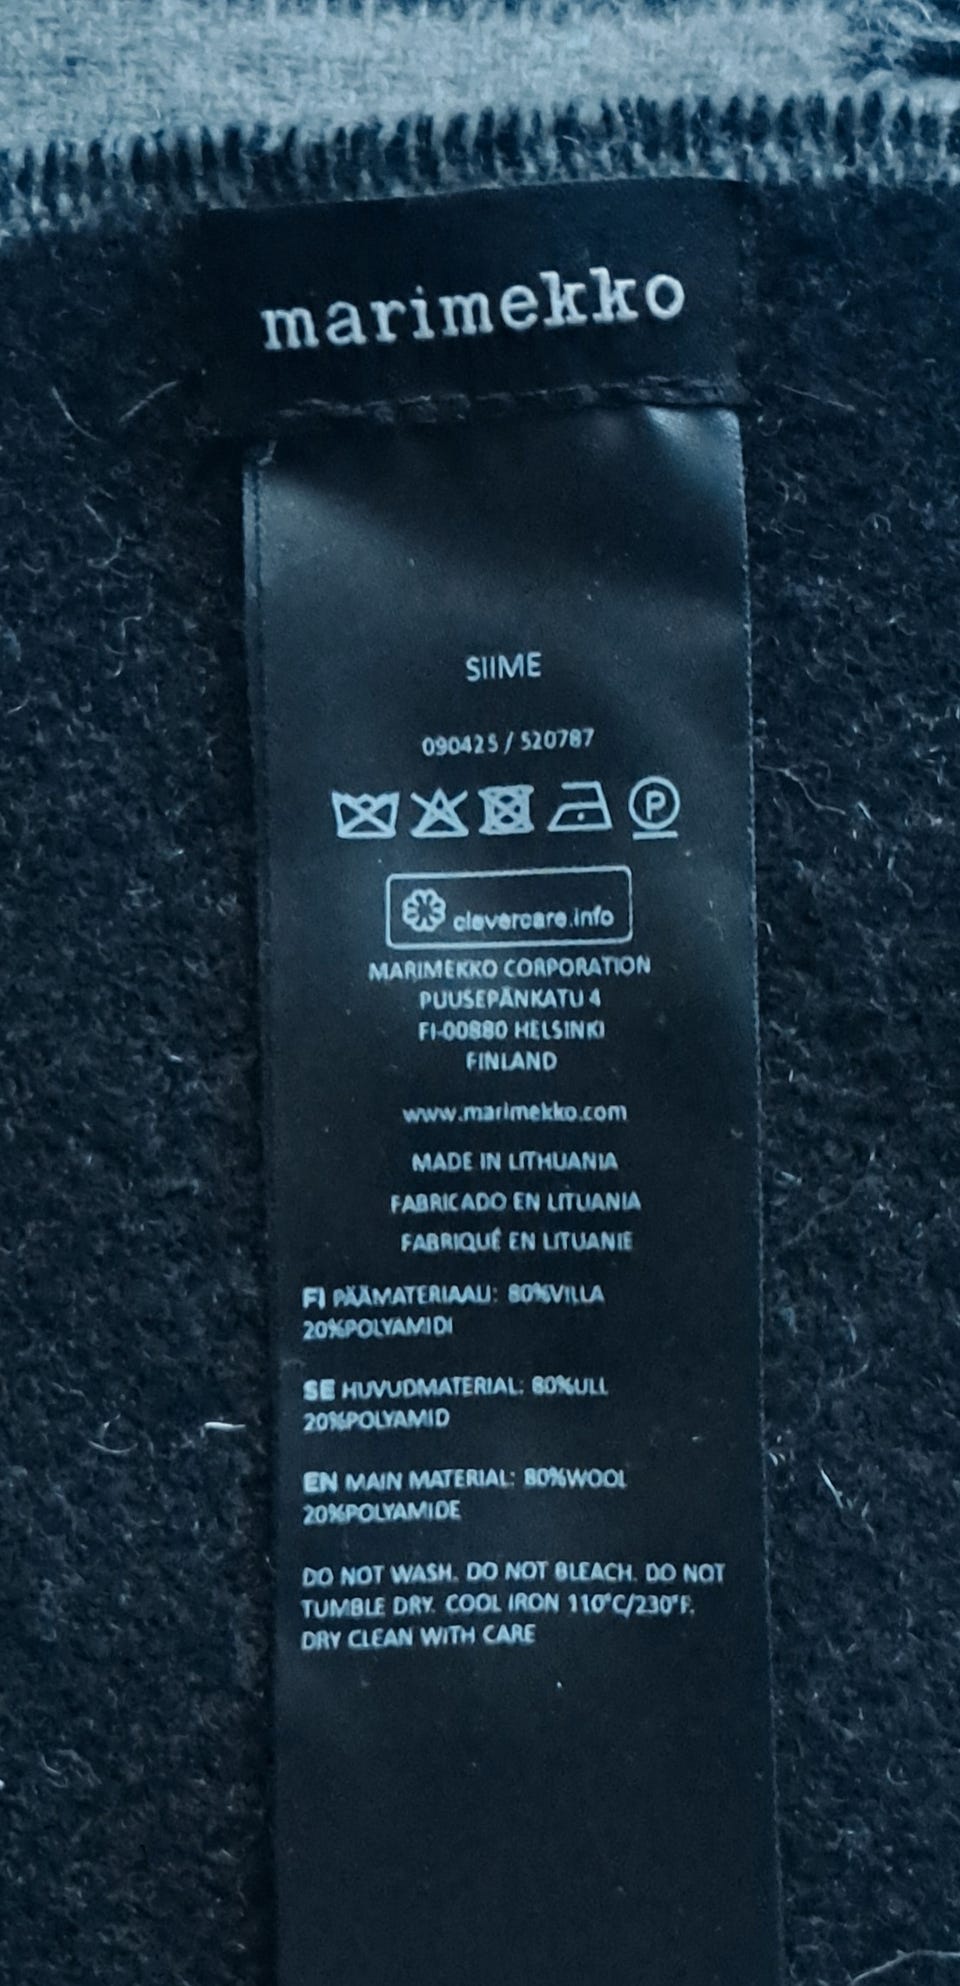 marimekko
SIIME
090425 / 520787
P
clevercare.info
MARIMEKKO CORPORATION
PUUSEPÄNKATU 4
FI-00880 HELSINKI
FINLAND
www.marimekko.com
MADE IN LITHUANIA
FABRICADO EN LITUANIA
FABRIQUÉ EN LITUANIE
FI PÄÄMATERIAALI: 80%VILLA
20%POLYAMIDI
SE HUVUDMATERIAL: 80%ULL
20%POLYAMID
EN MAIN MATERIAL: 80%WOOL
20%POLYAMIDE
DO NOT WASH. DO NOT BLEACH. DO NOT
TUMBLE DRY. COOL IRON 110°C/230°F.
DRY CLEAN WITH CARE